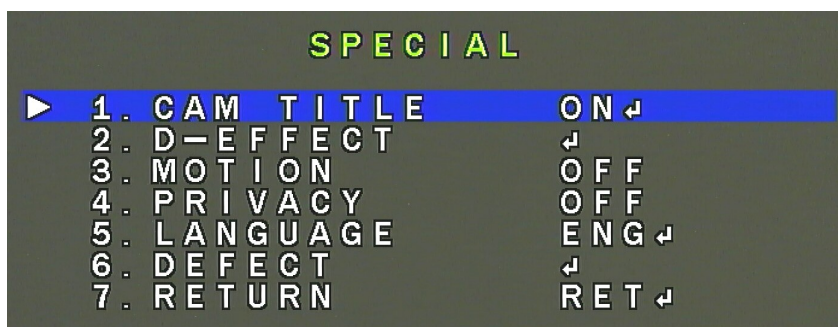 SPECIAL
1. CAM TITLE ON↲
2. D-EFFECT ↲
3. MOTION OFF
4. PRIVACY OFF
5. LANGUAGE ENG↲
6. DEFECT ↲
7. RETURN RET↲